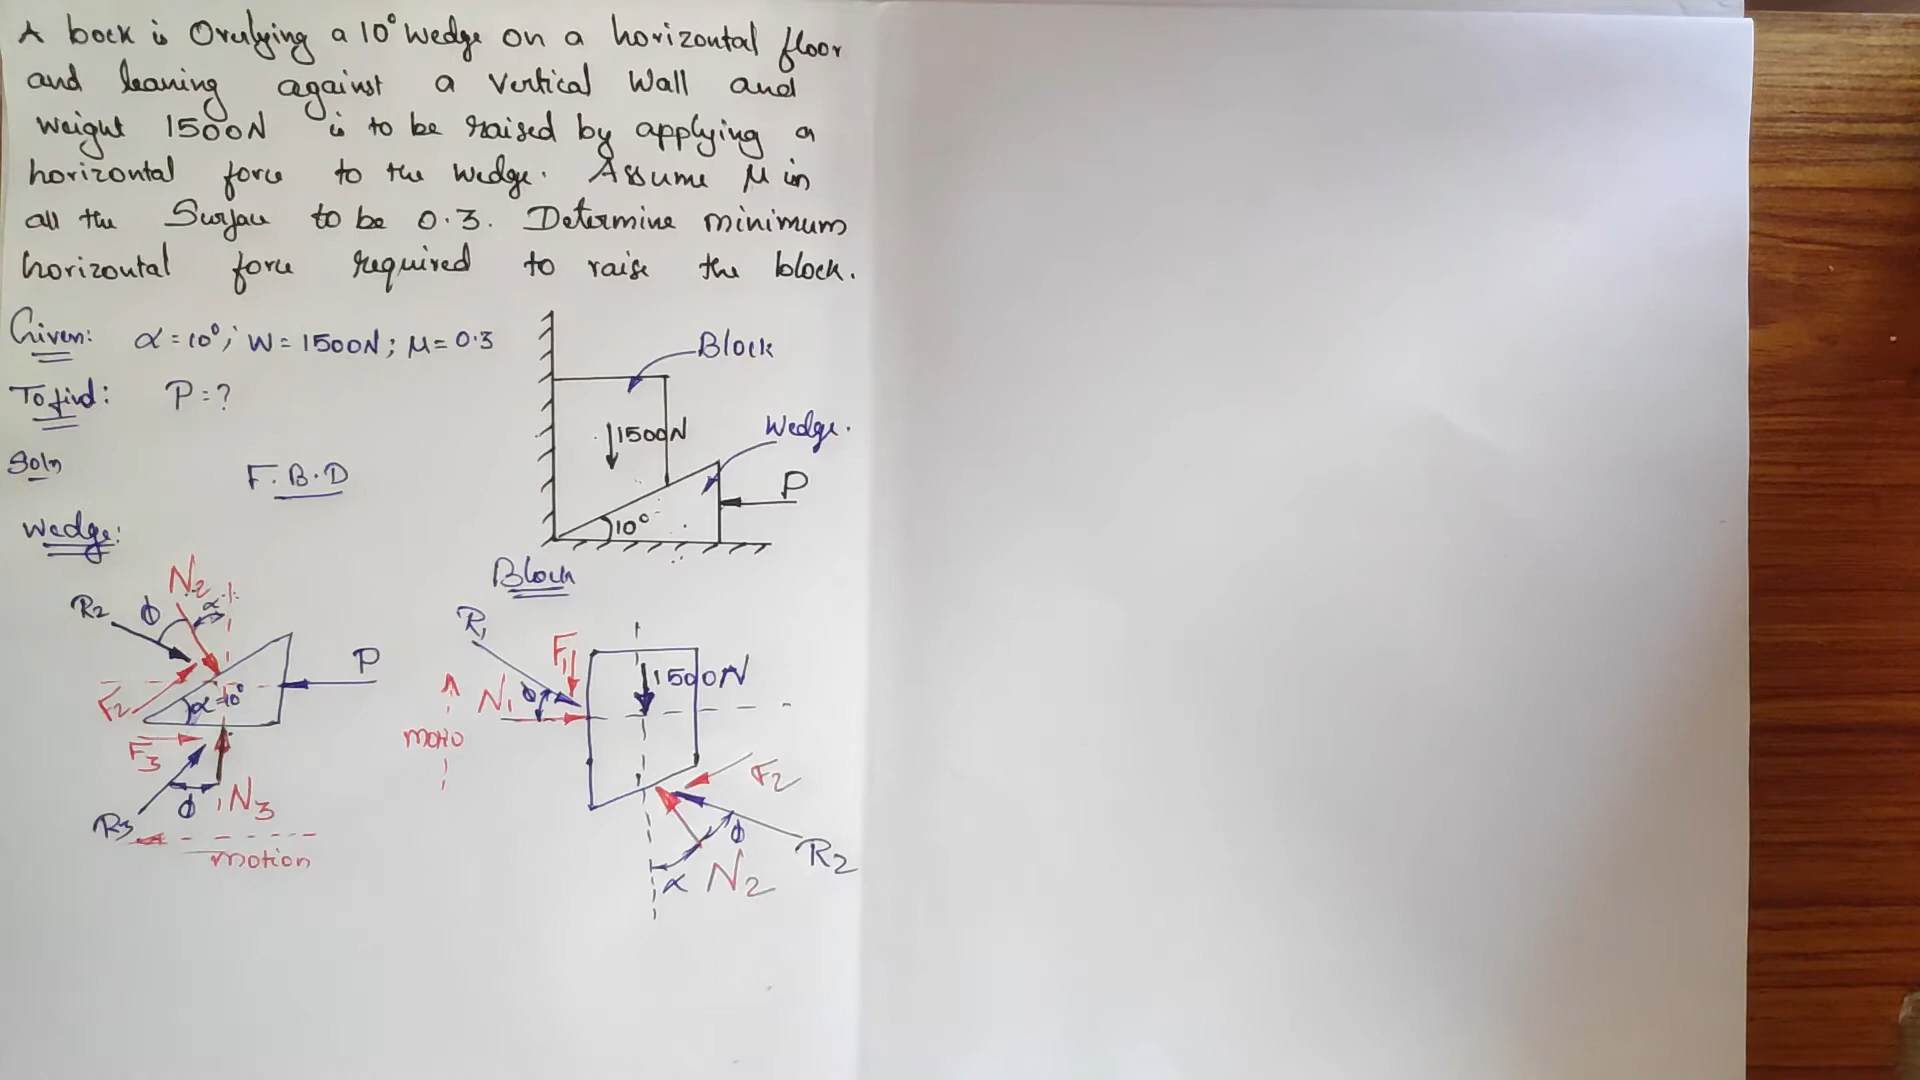 A bock is Overlying a 10° wedge on a horizontal floor
and leaning against a vertical wall and
weight 1500N is to be raised by applying a
horizontal force to the wedge. Assume μ in
all the Surface to be 0.3. Determine minimum
horizontal force required to raise the block.
Given: α = 10°; W = 1500N; μ = 0.3
To find: P = ?
Soln
F.B.D
Block
1500N
Wedge.
P
10°
Wedge:
N2
α
R2
φ
P
F2
α=10°
F3
φ
N3
R3
motion
Block
R1
F1
1500N
N1
φ
F2
φ
R2
α
N2